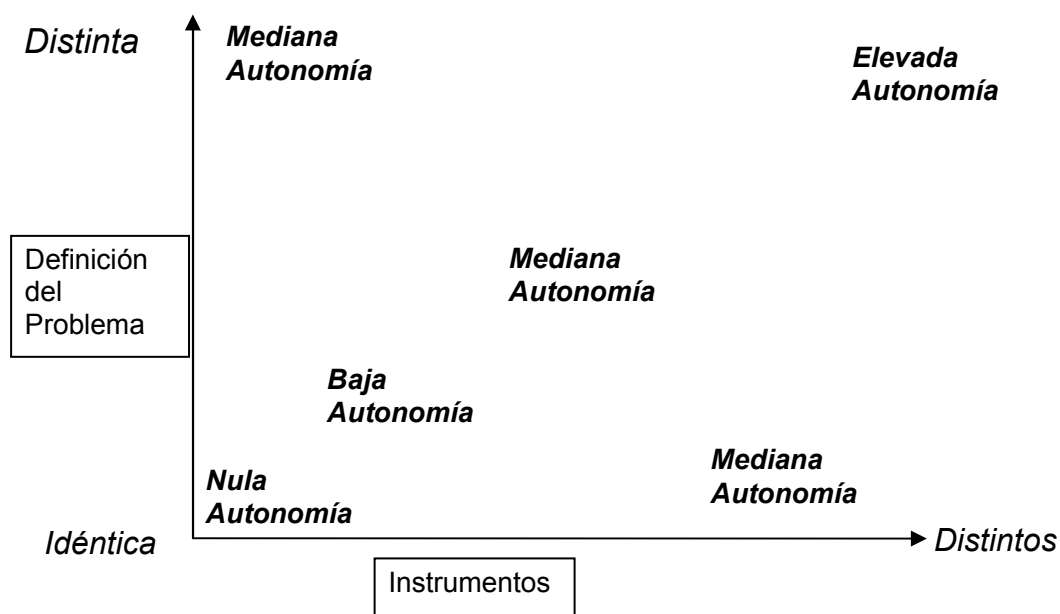 Distinta
Mediana
Autonomía
Elevada
Autonomía
Definición
del
Problema
Mediana
Autonomía
Baja
Autonomía
Mediana
Autonomía
Nula
Autonomía
Idéntica
Distintos
Instrumentos